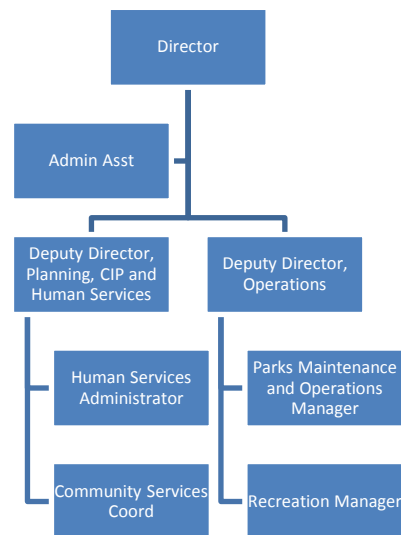 Director
Admin Asst
Deputy Director,
Planning, CIP and
Human Services
Deputy Director,
Operations
Human Services
Administrator
Parks Maintenance
and Operations
Manager
Community Services
Coord
Recreation Manager